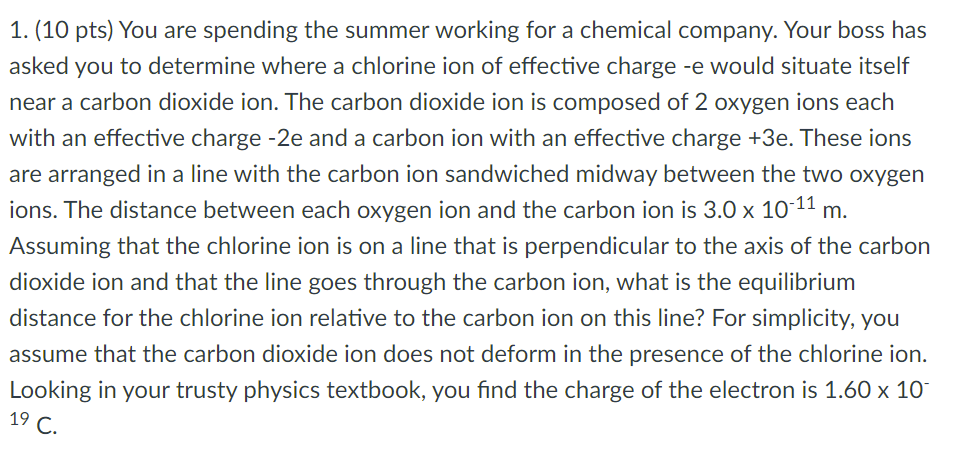 1. (10 pts) You are spending the summer working for a chemical company. Your boss has
asked you to determine where a chlorine ion of effective charge -e would situate itself
near a carbon dioxide ion. The carbon dioxide ion is composed of 2 oxygen ions each
with an effective charge -2e and a carbon ion with an effective charge +3e. These ions
are arranged in a line with the carbon ion sandwiched midway between the two oxygen
ions. The distance between each oxygen ion and the carbon ion is 3.0 x 10-11 m.
Assuming that the chlorine ion is on a line that is perpendicular to the axis of the carbon
dioxide ion and that the line goes through the carbon ion, what is the equilibrium
distance for the chlorine ion relative to the carbon ion on this line? For simplicity, you
assume that the carbon dioxide ion does not deform in the presence of the chlorine ion.
Looking in your trusty physics textbook, you find the charge of the electron is 1.60 x 10-
19 C.